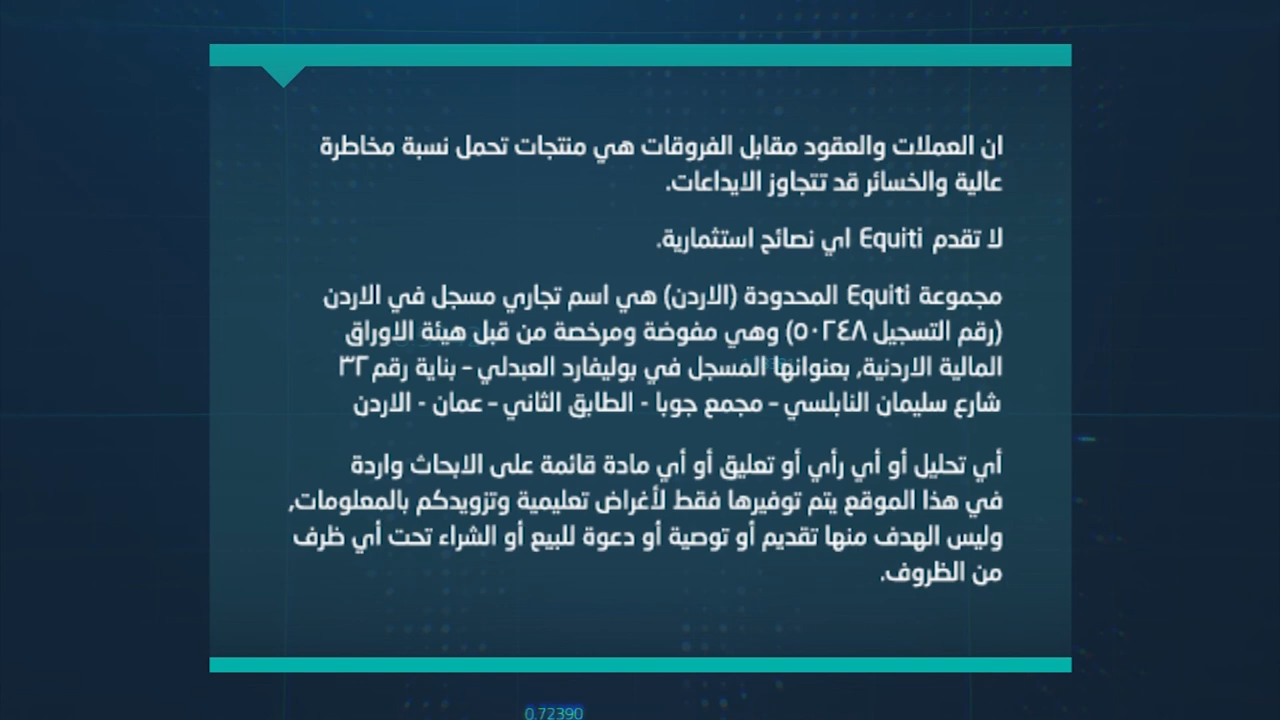 ان العملات والعقود مقابل الفروقات هي منتجات تحمل نسبة مخاطرة
عالية والخسائر قد تتجاوز الايداعات.
لا تقدم Equiti اي نصائح استثمارية.
مجموعة Equiti المحدودة (الاردن) هي اسم تجاري مسجل في الاردن
(رقم التسجيل ٥٠٢٤٨) وهي مفوضة ومرخصة من قبل هيئة الاوراق
المالية الاردنية, بعنوانها المسجل في بوليفارد العبدلي - بناية رقم ٣٢
شارع سليمان النابلسي - مجمع جوبا - الطابق الثاني - عمان - الاردن
أي تحليل أو أي رأي أو تعليق أو أي مادة قائمة على الابحاث واردة
في هذا الموقع يتم توفيرها فقط لأغراض تعليمية وتزويدكم بالمعلومات,
وليس الهدف منها تقديم أو توصية أو دعوة للبيع أو الشراء تحت أي ظرف
من الظروف.
0.72390